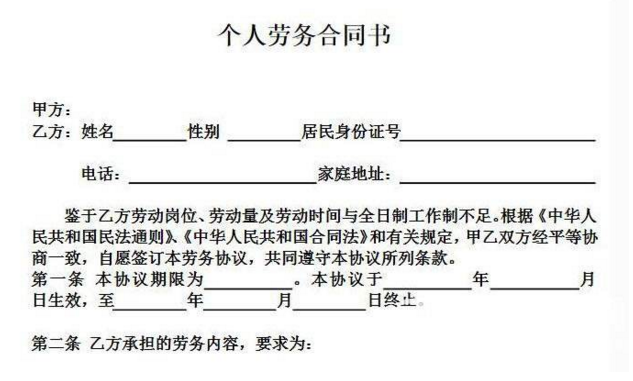 个人劳务合同书
甲方：
乙方：姓名________性别 ________居民身份证号______________________
电话：____________________家庭地址：______________________
鉴于乙方劳动岗位、劳动量及劳动时间与全日制工作制不足。根据《中华人
民共和国民法通则》、《中华人民共和国合同法》和有关规定，甲乙双方经平等协
商一致，自愿签订本劳务协议，共同遵守本协议所列条款。
第一条 本协议期限为__________。本协议于__________年__________月
日生效，至________年________月________日终止。
第二条 乙方承担的劳务内容，要求为：